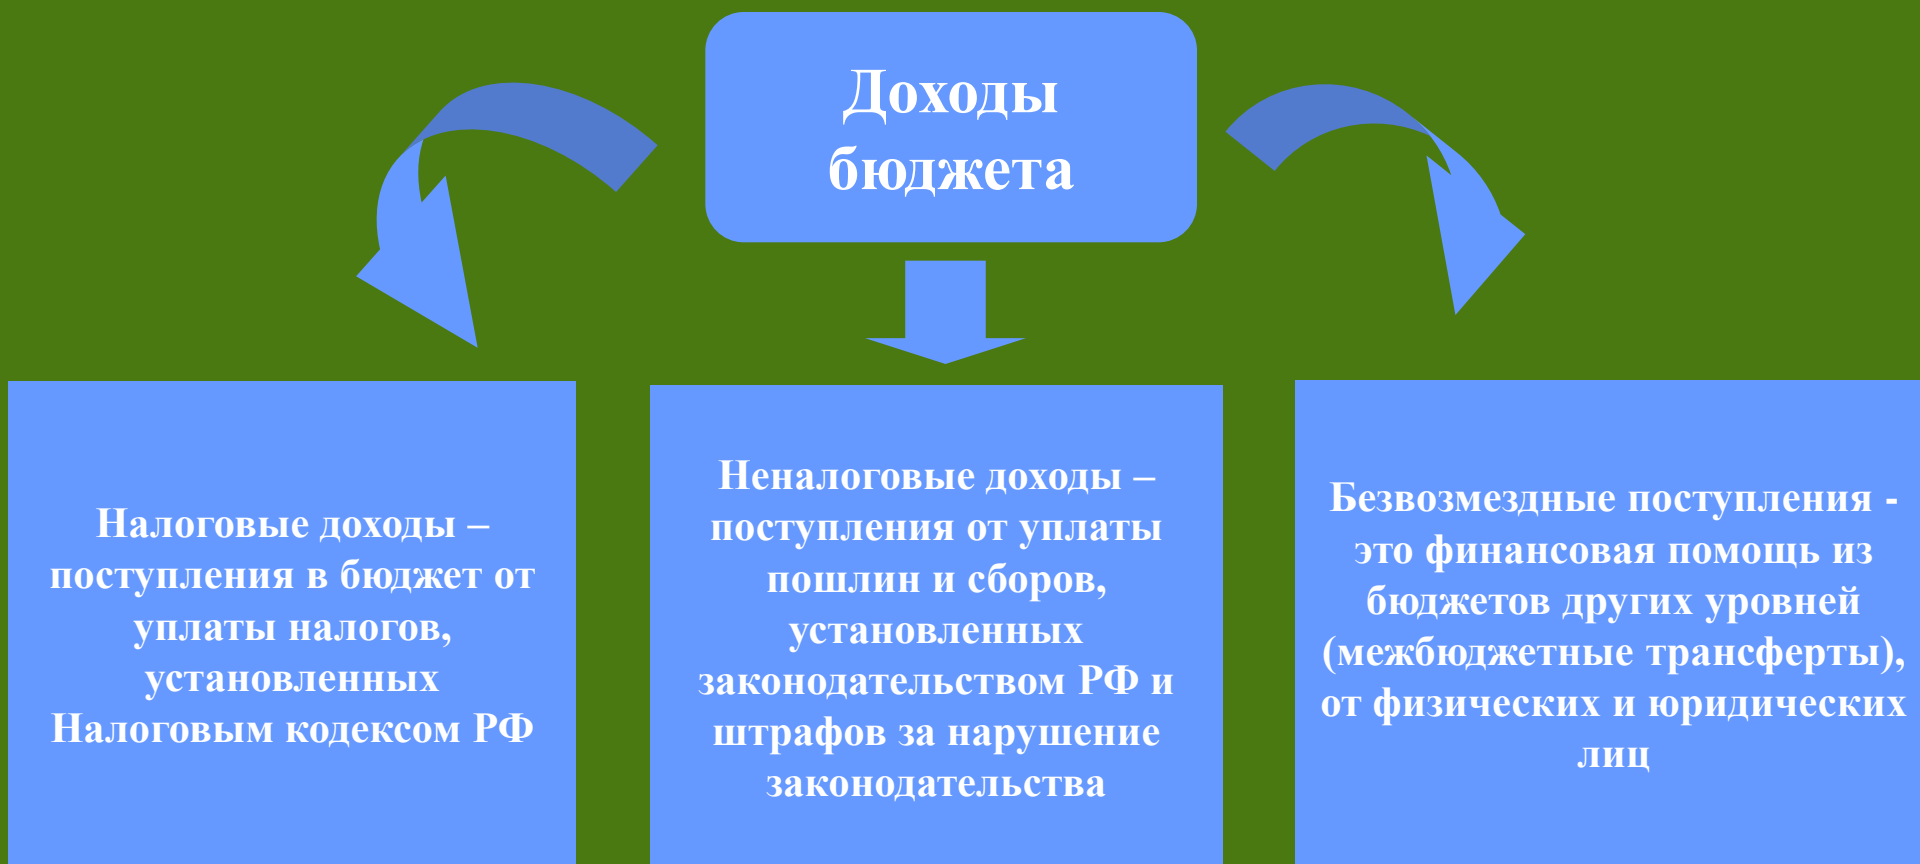 Доходы
бюджета
Налоговые доходы –
поступления в бюджет от
уплаты налогов,
установленных
Налоговым кодексом РФ
Неналоговые доходы –
поступления от уплаты
пошлин и сборов,
установленных
законодательством РФ и
штрафов за нарушение
законодательства
Безвозмездные поступления -
это финансовая помощь из
бюджетов других уровней
(межбюджетные трансферты),
от физических и юридических
лиц